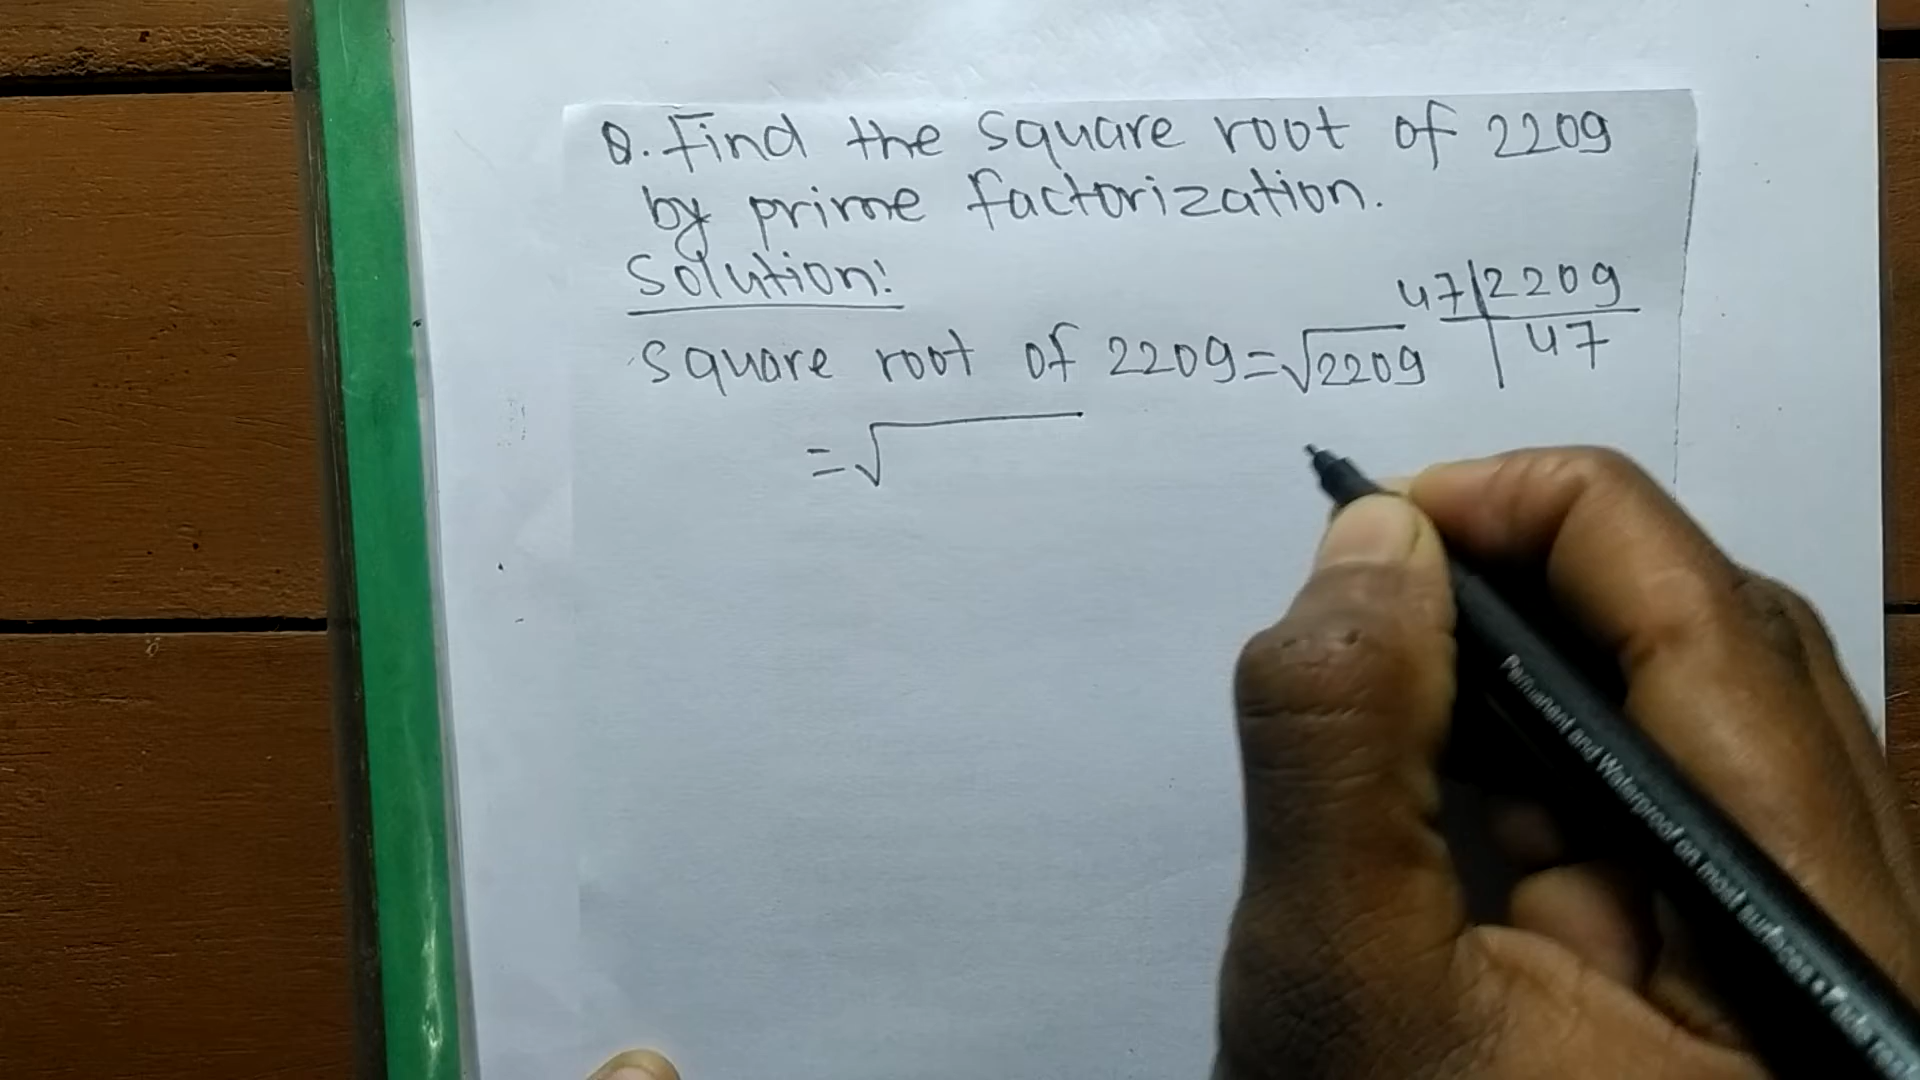 Q. Find the square root of 2209
by prime factorization.
Solution:
47|2209
47
square root of 2209=√2209
=√
Permanent and Waterproof on most surfaces